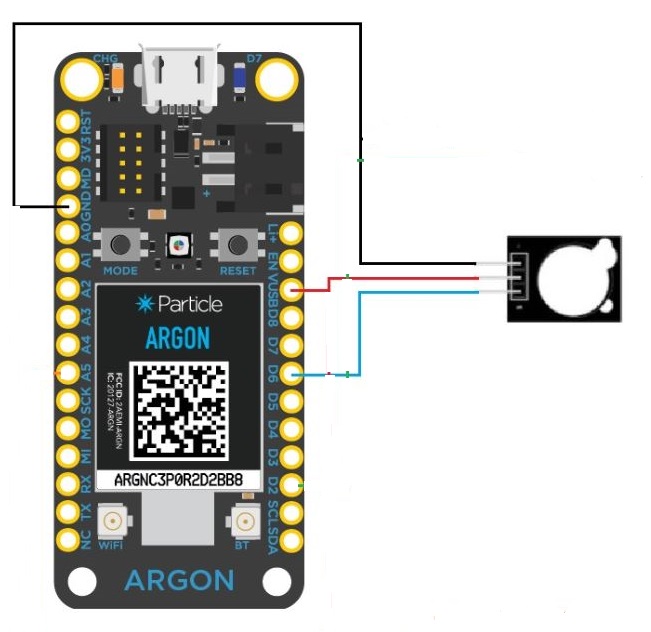 CHG
D7
RST
3V3
MD
GND
A0
A1
A2
A3
A4
A5
SCK
MO
MI
RX
TX
NC
+
MODE
RESET
Li+
EN
VUSB
D8
D7
D6
D5
D4
D3
D2
SCL
SDA
Particle
ARGON
FCC ID: 2AEMI-ARGN
IC: 20127-ARGN
ARGNC3P0R2D2BB8
WiFi
BT
ARGON